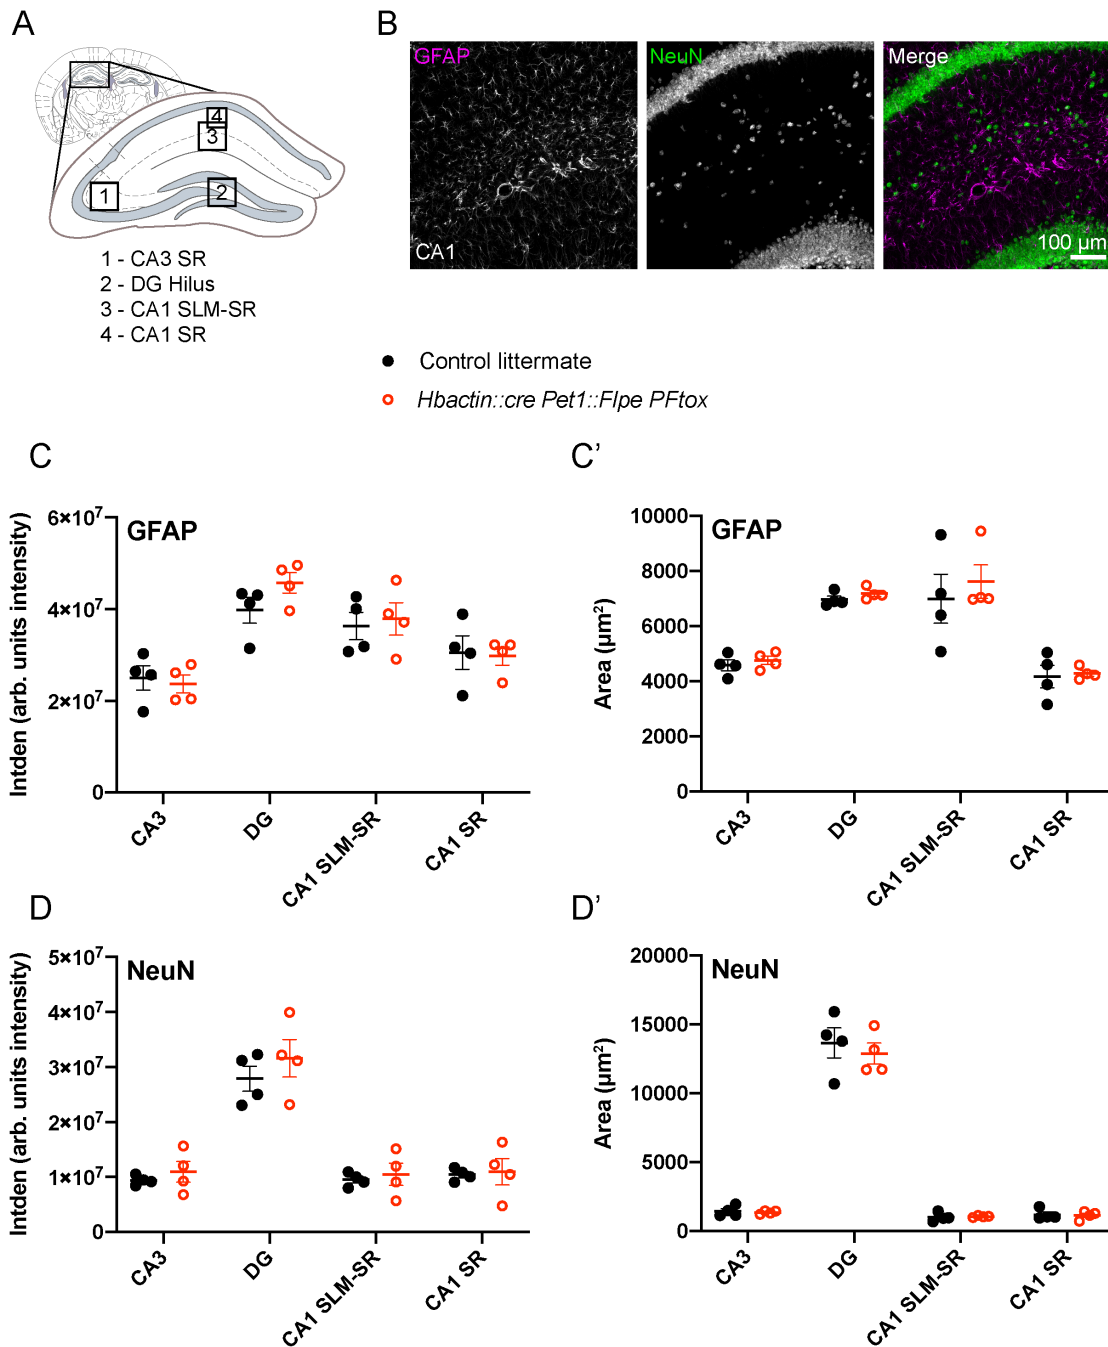 A
4
3
1
2
1 - CA3 SR
2 - DG Hilus
3 - CA1 SLM-SR
4 - CA1 SR
B
GFAP
NeuN
Merge
CA1
100 µm
Control littermate
Hbactin::cre Pet1::Flpe PFtox
C
GFAP
Intden (arb. units intensity)
6×10⁷
4×10⁷
2×10⁷
0
CA3
DG
CA1 SLM-SR
CA1 SR
C’
GFAP
Area (µm²)
10000
8000
6000
4000
2000
0
CA3
DG
CA1 SLM-SR
CA1 SR
D
NeuN
Intden (arb. units intensity)
5×10⁷
4×10⁷
3×10⁷
2×10⁷
1×10⁷
0
CA3
DG
CA1 SLM-SR
CA1 SR
D’
NeuN
Area (µm²)
20000
15000
10000
5000
0
CA3
DG
CA1 SLM-SR
CA1 SR